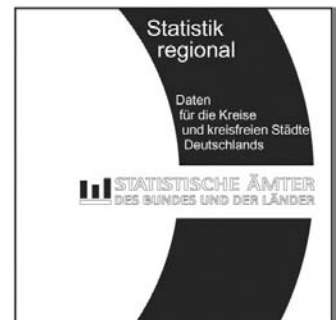 Statistik
regional
Daten
für die Kreise
und kreisfreien Städte
Deutschlands
STATISTISCHE ÄMTER
DES BUNDES UND DER LÄNDER